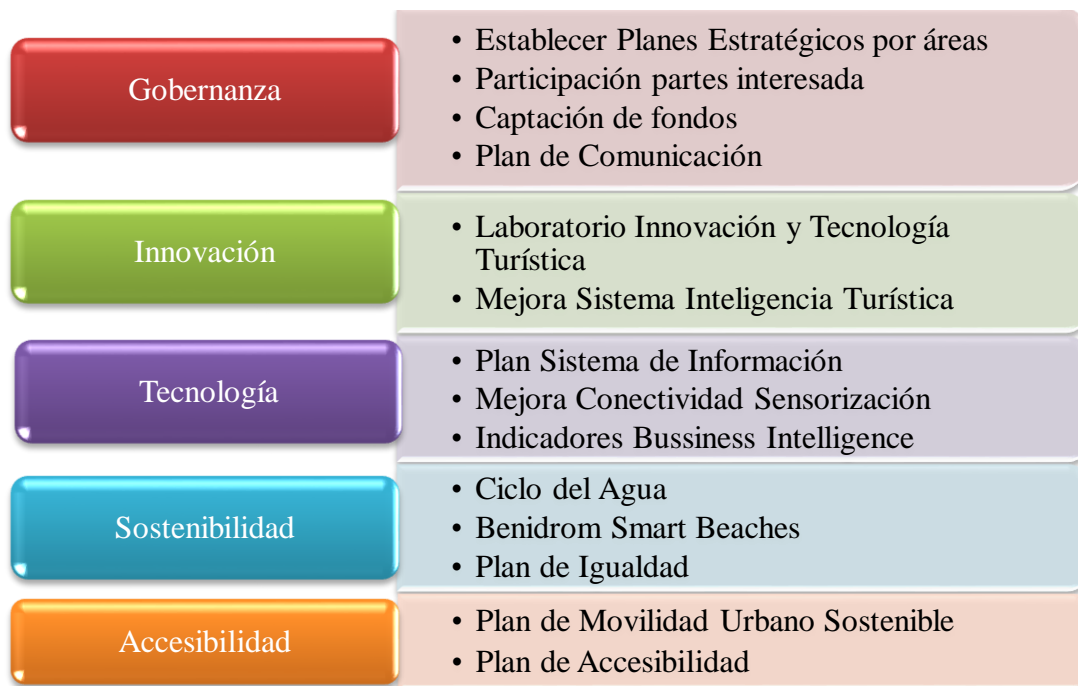 Gobernanza
• Establecer Planes Estratégicos por áreas
• Participación partes interesada
• Captación de fondos
• Plan de Comunicación
Innovación
• Laboratorio Innovación y Tecnología
Turística
• Mejora Sistema Inteligencia Turística
Tecnología
• Plan Sistema de Información
• Mejora Conectividad Sensorización
• Indicadores Bussiness Intelligence
Sostenibilidad
• Ciclo del Agua
• Benidrom Smart Beaches
• Plan de Igualdad
Accesibilidad
• Plan de Movilidad Urbano Sostenible
• Plan de Accesibilidad